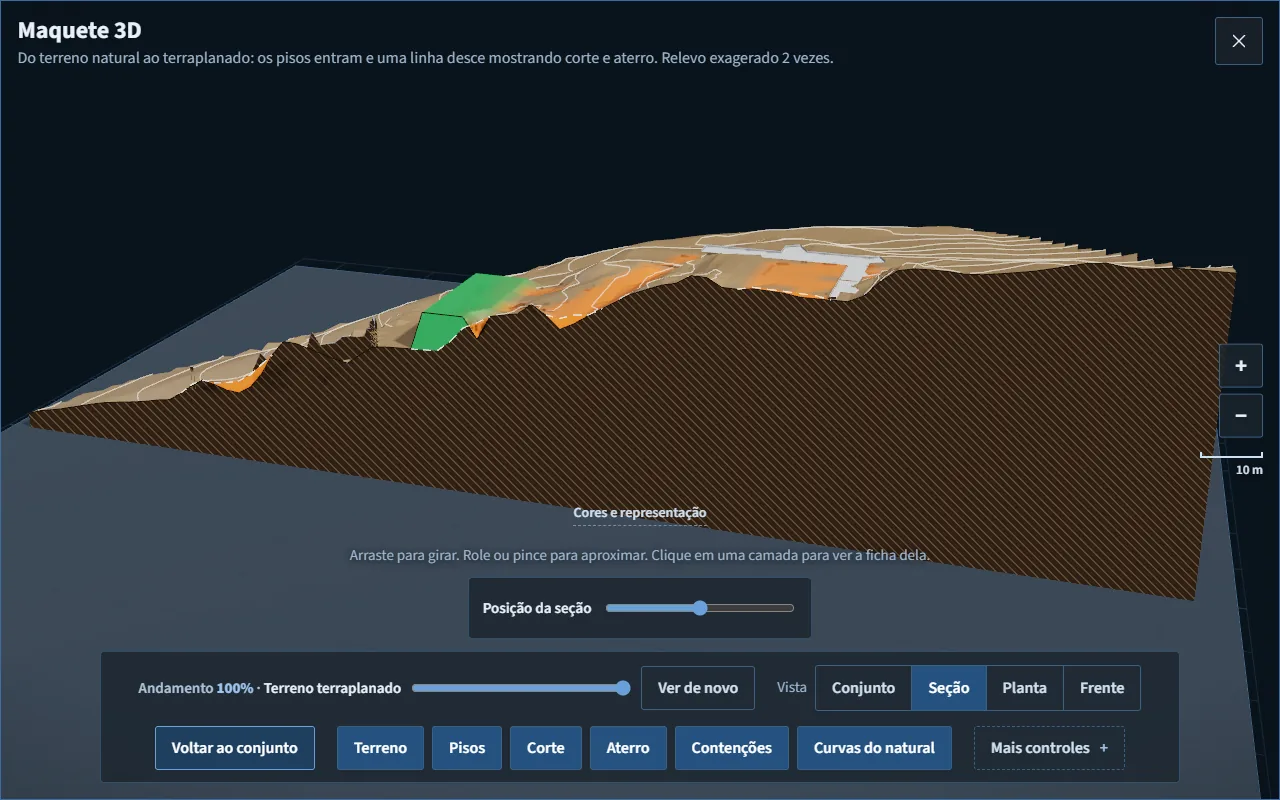 Maquete 3D
Do terreno natural ao terraplanado: os pisos entram e uma linha desce mostrando corte e aterro. Relevo exagerado 2 vezes.
+
−
10 m
Cores e representação
Arraste para girar. Role ou pince para aproximar. Clique em uma camada para ver a ficha dela.
Posição da seção
Andamento 100% · Terreno terraplanado
Ver de novo
Vista
Conjunto
Seção
Planta
Frente
Voltar ao conjunto
Terreno
Pisos
Corte
Aterro
Contenções
Curvas do natural
Mais controles +